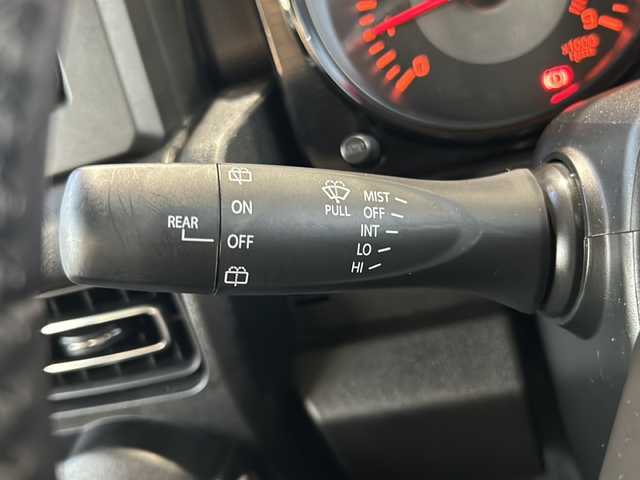 REAR
ON
OFF
PULL
MIST
OFF
INT
LO
HI